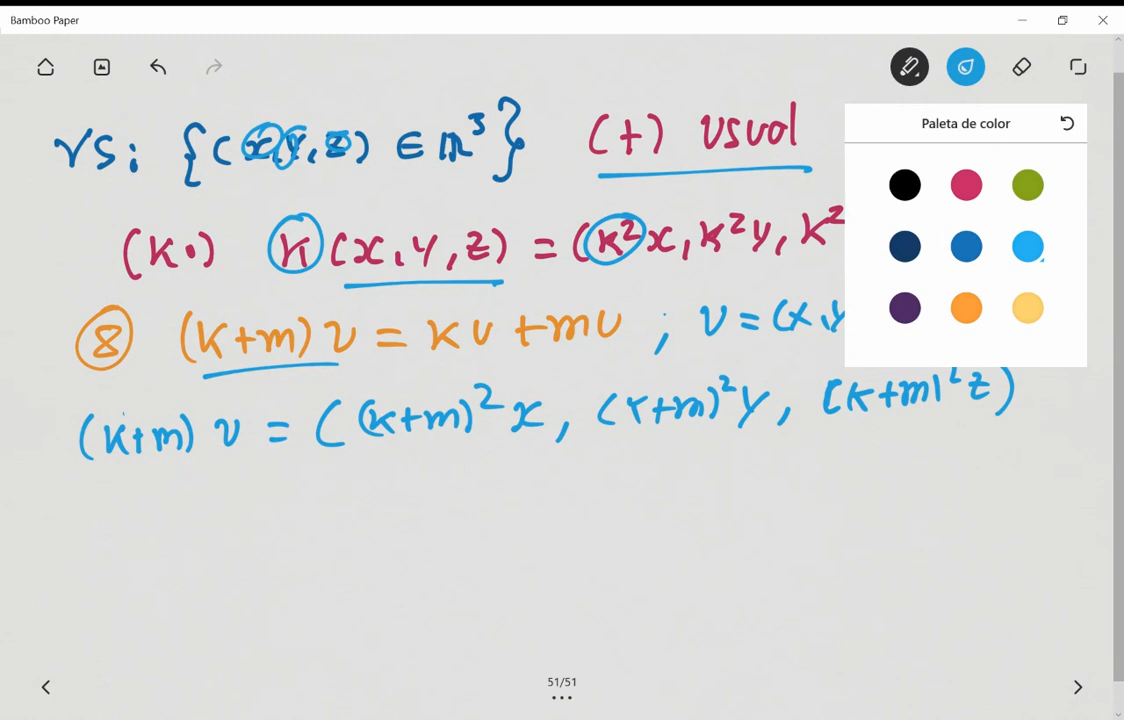 Bamboo Paper
VS: {(x,y,z) ∈ ℝ³} (+) usual
(k·) k(x,y,z) = (k²x, k²y, k²
⑧ (k+m)v = kv + mv ; v = (x,y
(k+m) v = ((k+m)²x, (k+m)²y, (k+m)²z)
Paleta de color
51/51